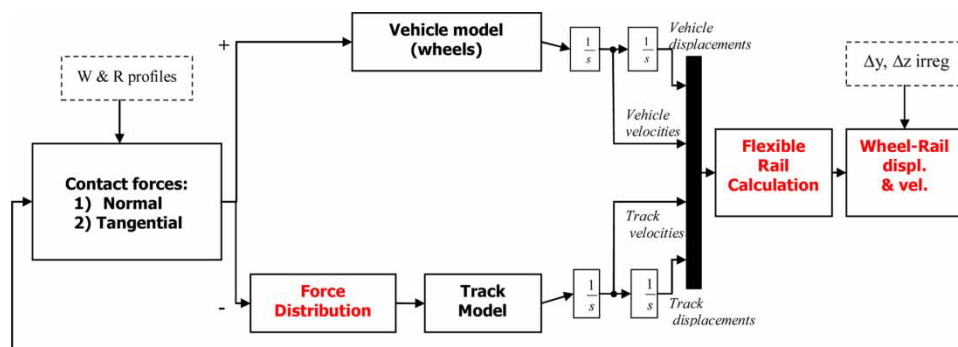 Vehicle model
(wheels)
+
1
s
1
s
Vehicle
displacements
W & R profiles
Δy, Δz irreg
Vehicle
velocities
Contact forces:
1) Normal
2) Tangential
Flexible
Rail
Calculation
Wheel-Rail
displ.
& vel.
Track
velocities
-
Force
Distribution
Track
Model
1
s
1
s
Track
displacements